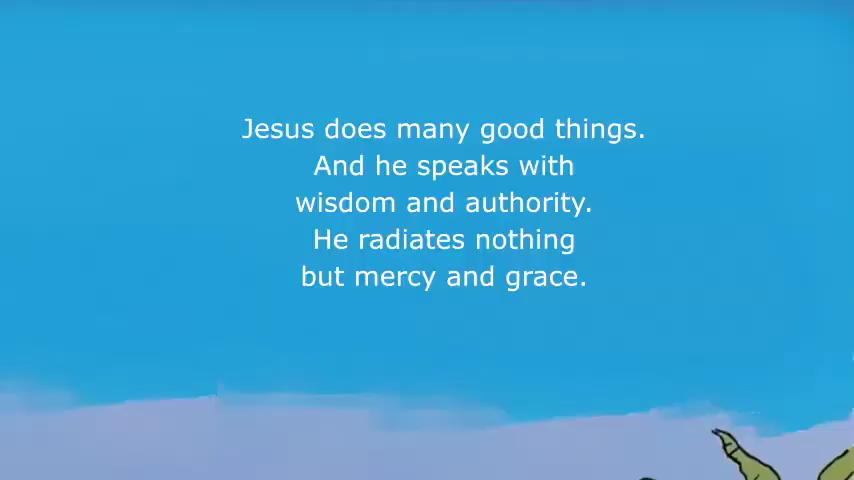 Jesus does many good things.
And he speaks with
wisdom and authority.
He radiates nothing
but mercy and grace.